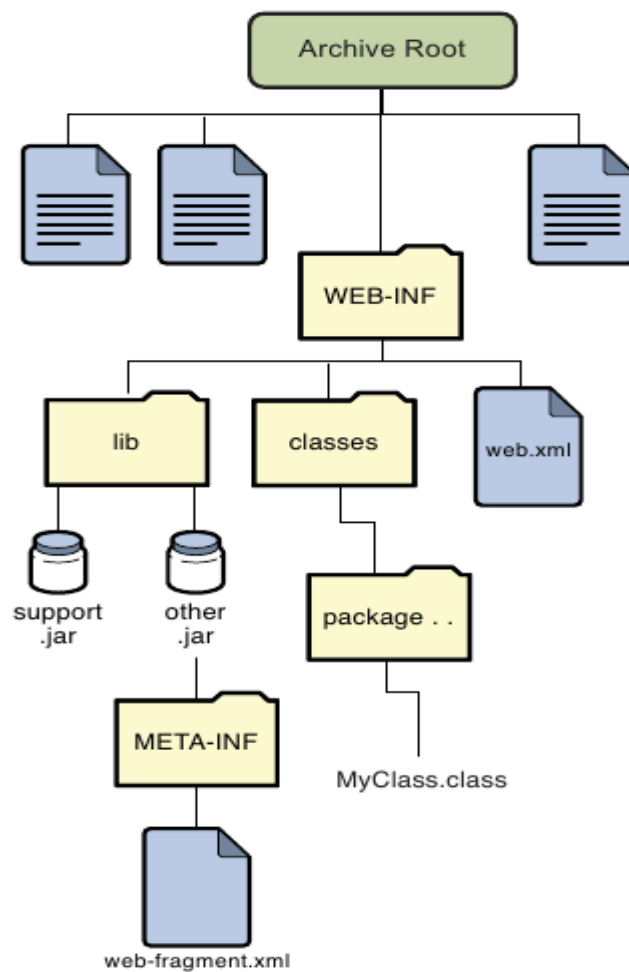 Archive Root
WEB-INF
lib
classes
web.xml
support
.jar
other
.jar
package . .
META-INF
MyClass.class
web-fragment.xml